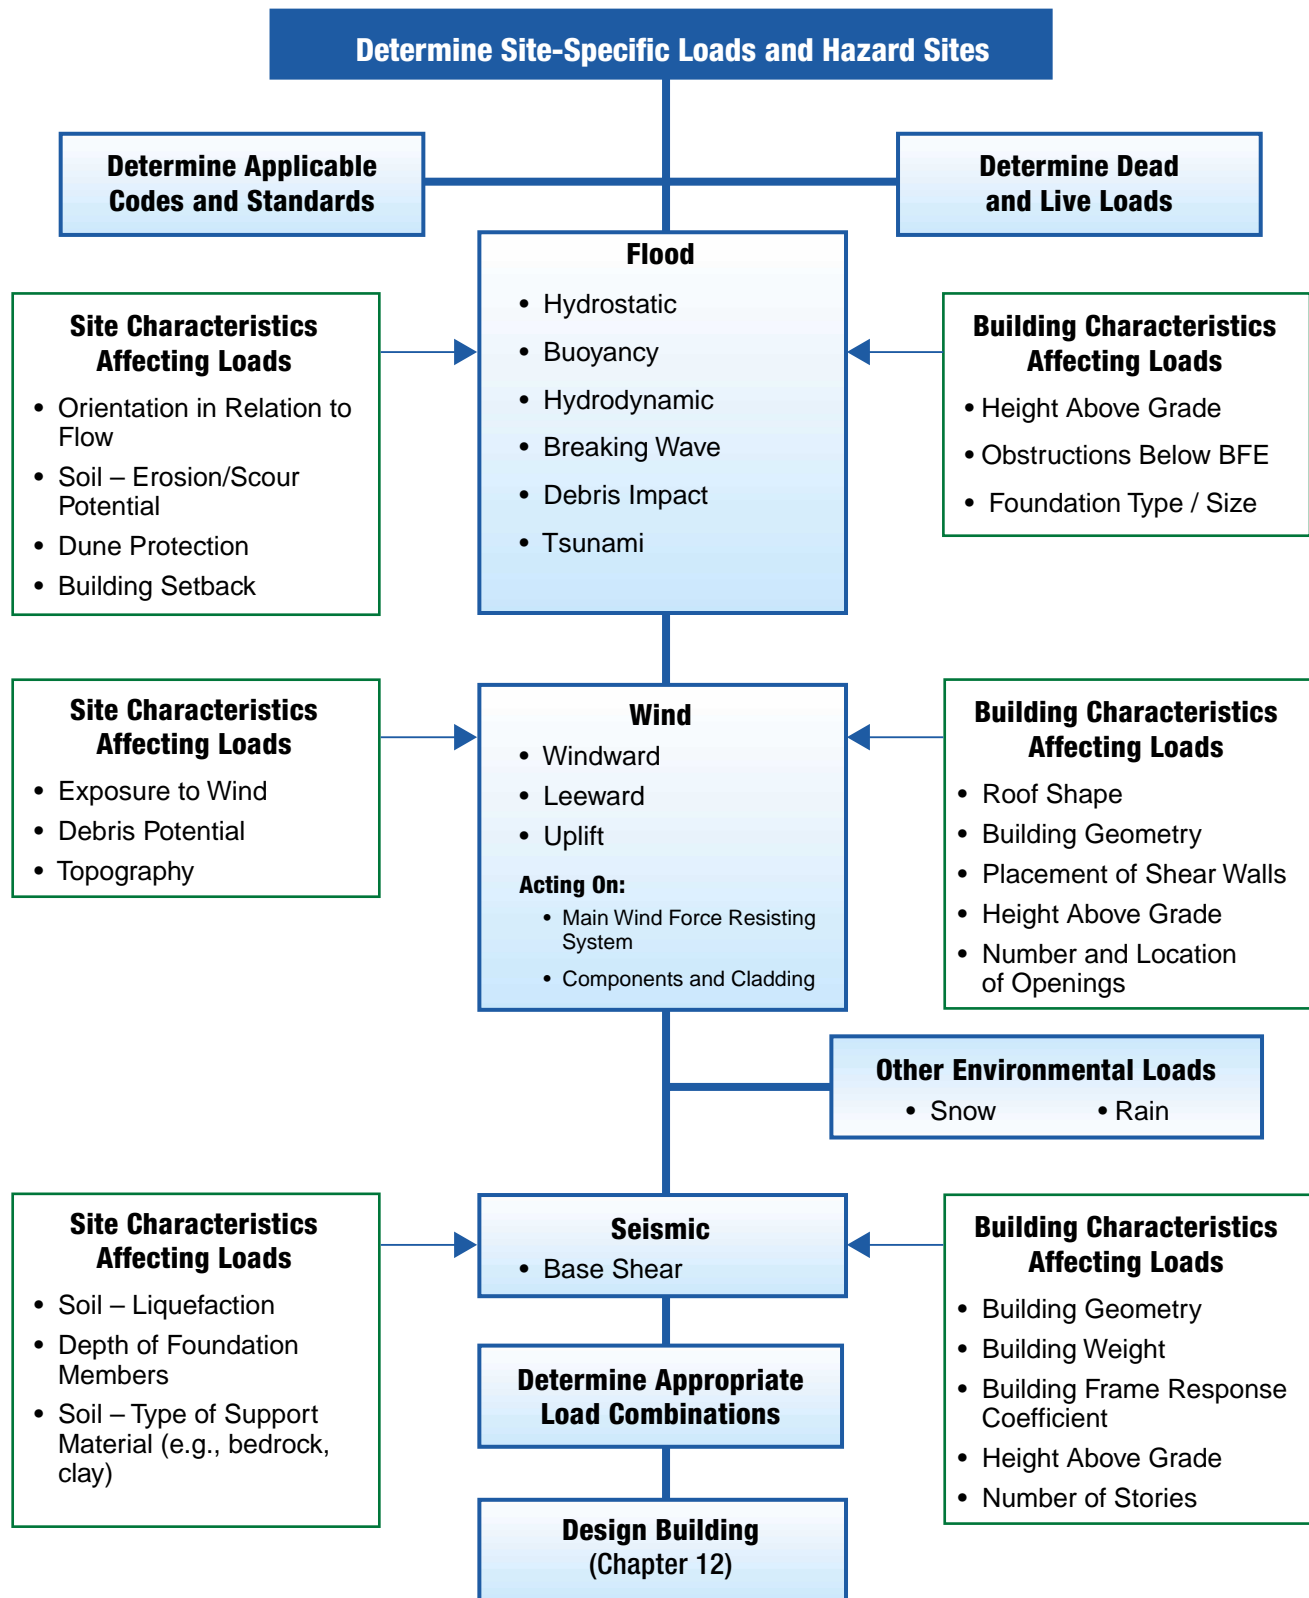 Determine Site-Specific Loads and Hazard Sites
Determine Applicable
Codes and Standards
Determine Dead
and Live Loads
Flood
• Hydrostatic
• Buoyancy
• Hydrodynamic
• Breaking Wave
• Debris Impact
• Tsunami
Site Characteristics
Affecting Loads
• Orientation in Relation to
Flow
• Soil – Erosion/Scour
Potential
• Dune Protection
• Building Setback
Building Characteristics
Affecting Loads
• Height Above Grade
• Obstructions Below BFE
• Foundation Type / Size
Site Characteristics
Affecting Loads
• Exposure to Wind
• Debris Potential
• Topography
Wind
• Windward
• Leeward
• Uplift
Acting On:
• Main Wind Force Resisting
System
• Components and Cladding
Building Characteristics
Affecting Loads
• Roof Shape
• Building Geometry
• Placement of Shear Walls
• Height Above Grade
• Number and Location
of Openings
Other Environmental Loads
• Snow • Rain
Site Characteristics
Affecting Loads
• Soil – Liquefaction
• Depth of Foundation
Members
• Soil – Type of Support
Material (e.g., bedrock,
clay)
Seismic
• Base Shear
Building Characteristics
Affecting Loads
• Building Geometry
• Building Weight
• Building Frame Response
Coefficient
• Height Above Grade
• Number of Stories
Determine Appropriate
Load Combinations
Design Building
(Chapter 12)